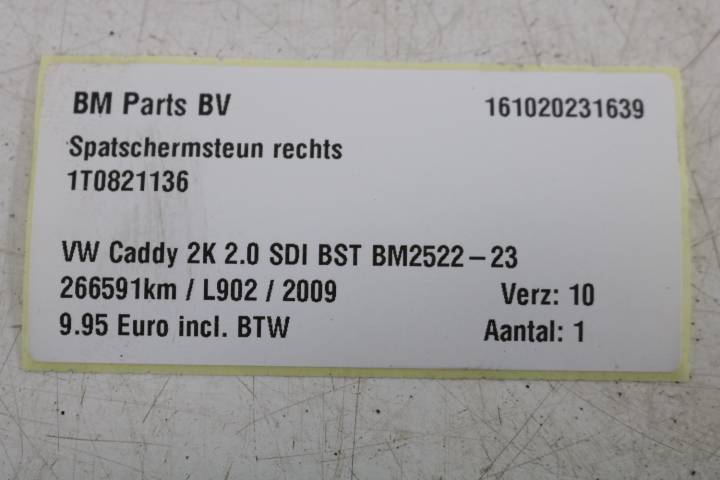 BM Parts BV 161020231639
Spatschermsteun rechts
1T0821136
VW Caddy 2K 2.0 SDI BST BM2522-23
266591km / L902 / 2009 Verz: 10
9.95 Euro incl. BTW Aantal: 1